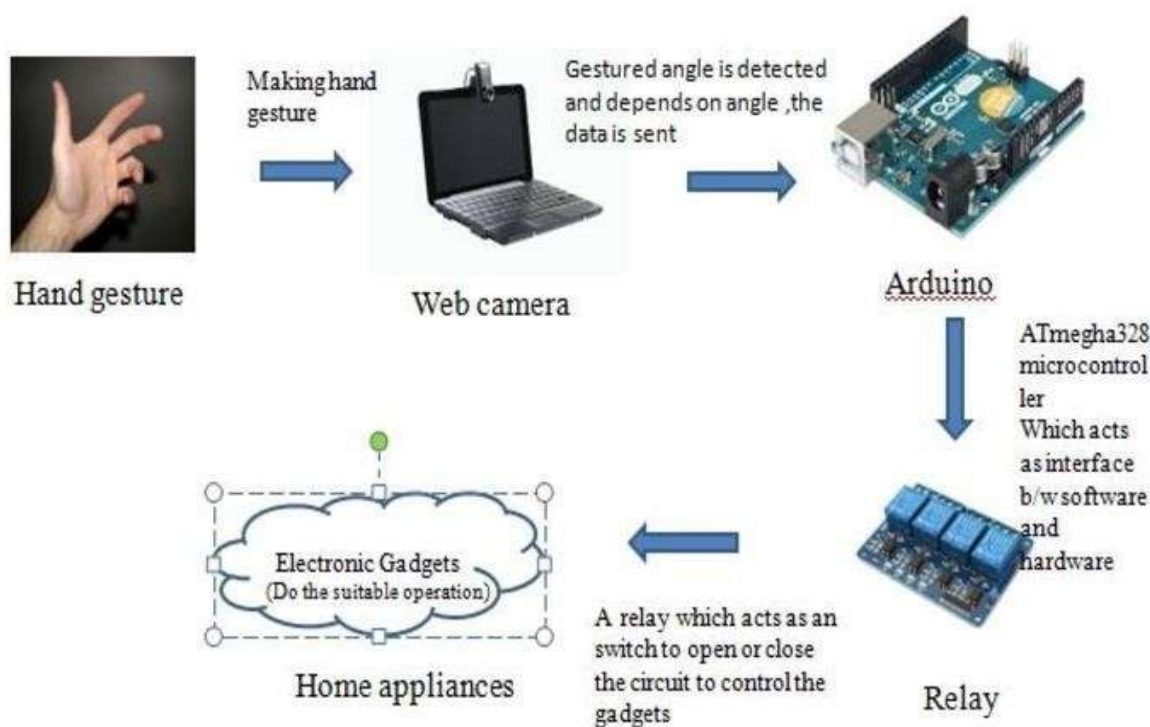 Making hand
gesture
Gestured angle is detected
and depends on angle ,the
data is sent
Hand gesture
Web camera
Arduino
ATmegha328
microcontrol
ler
Which acts
as interface
b/w software
and
hardware
Electronic Gadgets
(Do the suitable operation)
A relay which acts as an
switch to open or close
the circuit to control the
gadgets
Home appliances
Relay